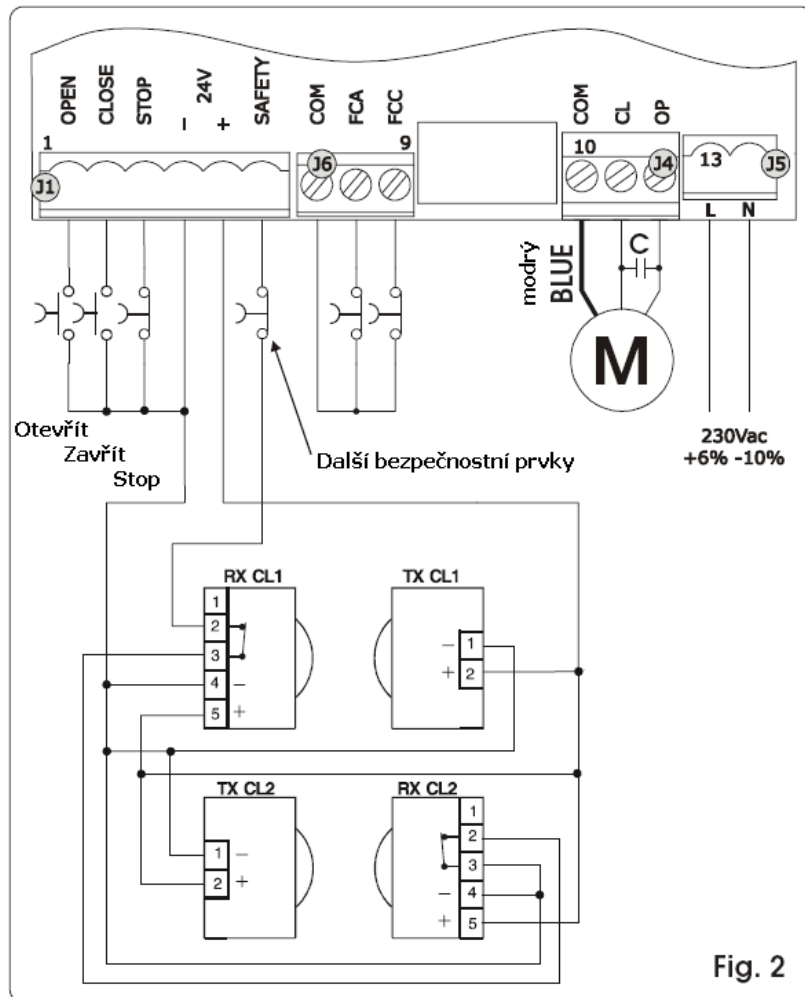 OPEN
CLOSE
STOP
−
24V
+
SAFETY
COM
FCA
FCC
COM
CL
OP
1
9
10
13
J1
J6
J4
J5
L
N
modrý
BLUE
C
M
Otevřít
Zavřít
Stop
Další bezpečnostní prvky
230Vac
+6% -10%
RX CL1
1
2
3
4 −
5 +
TX CL1
− 1
+ 2
TX CL2
1 −
2 +
RX CL2
1
2
3
− 4
+ 5
Fig. 2